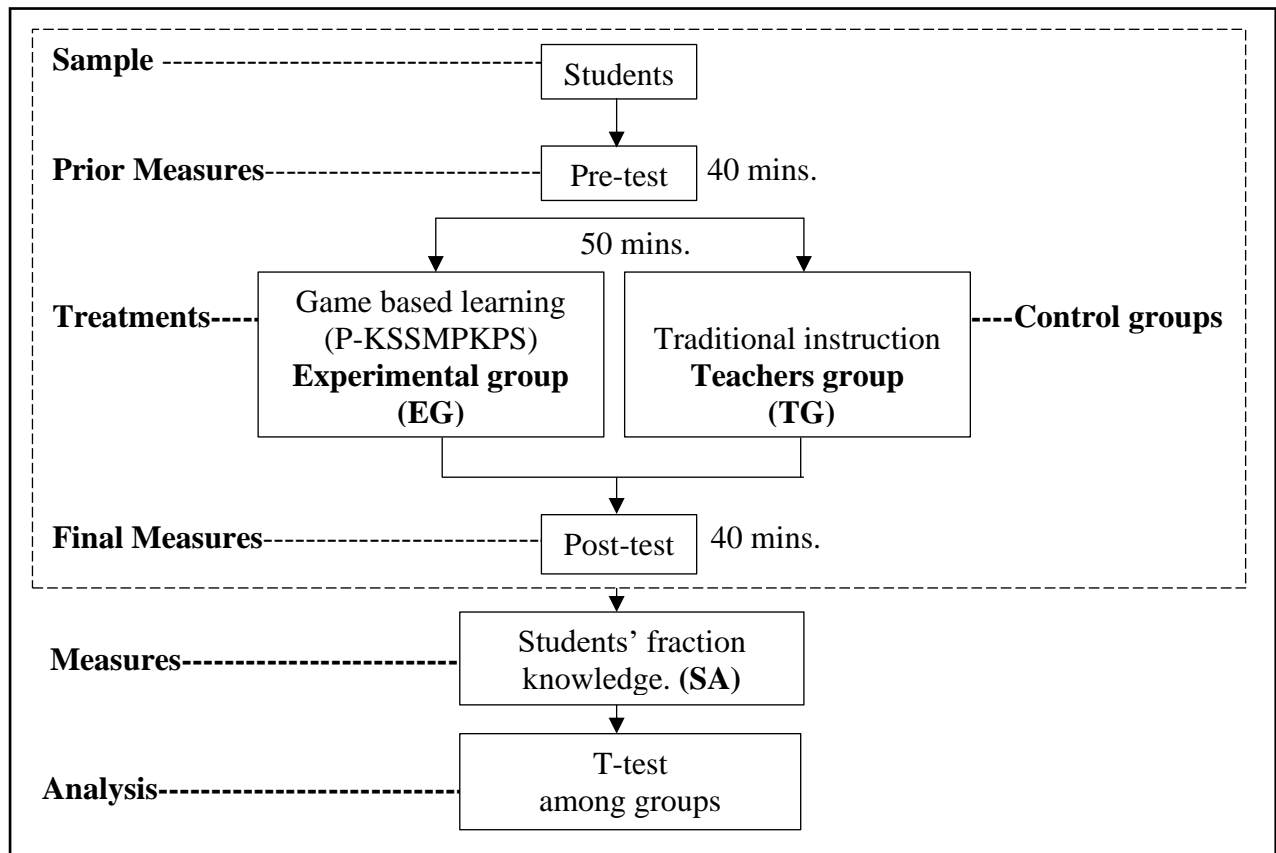 Sample
Students
Prior Measures
Pre-test
40 mins.
50 mins.
Treatments
Game based learning
(P-KSSMPKPS)
Experimental group
(EG)
Traditional instruction
Teachers group
(TG)
Control groups
Final Measures
Post-test
40 mins.
Measures
Students’ fraction
knowledge. (SA)
Analysis
T-test
among groups